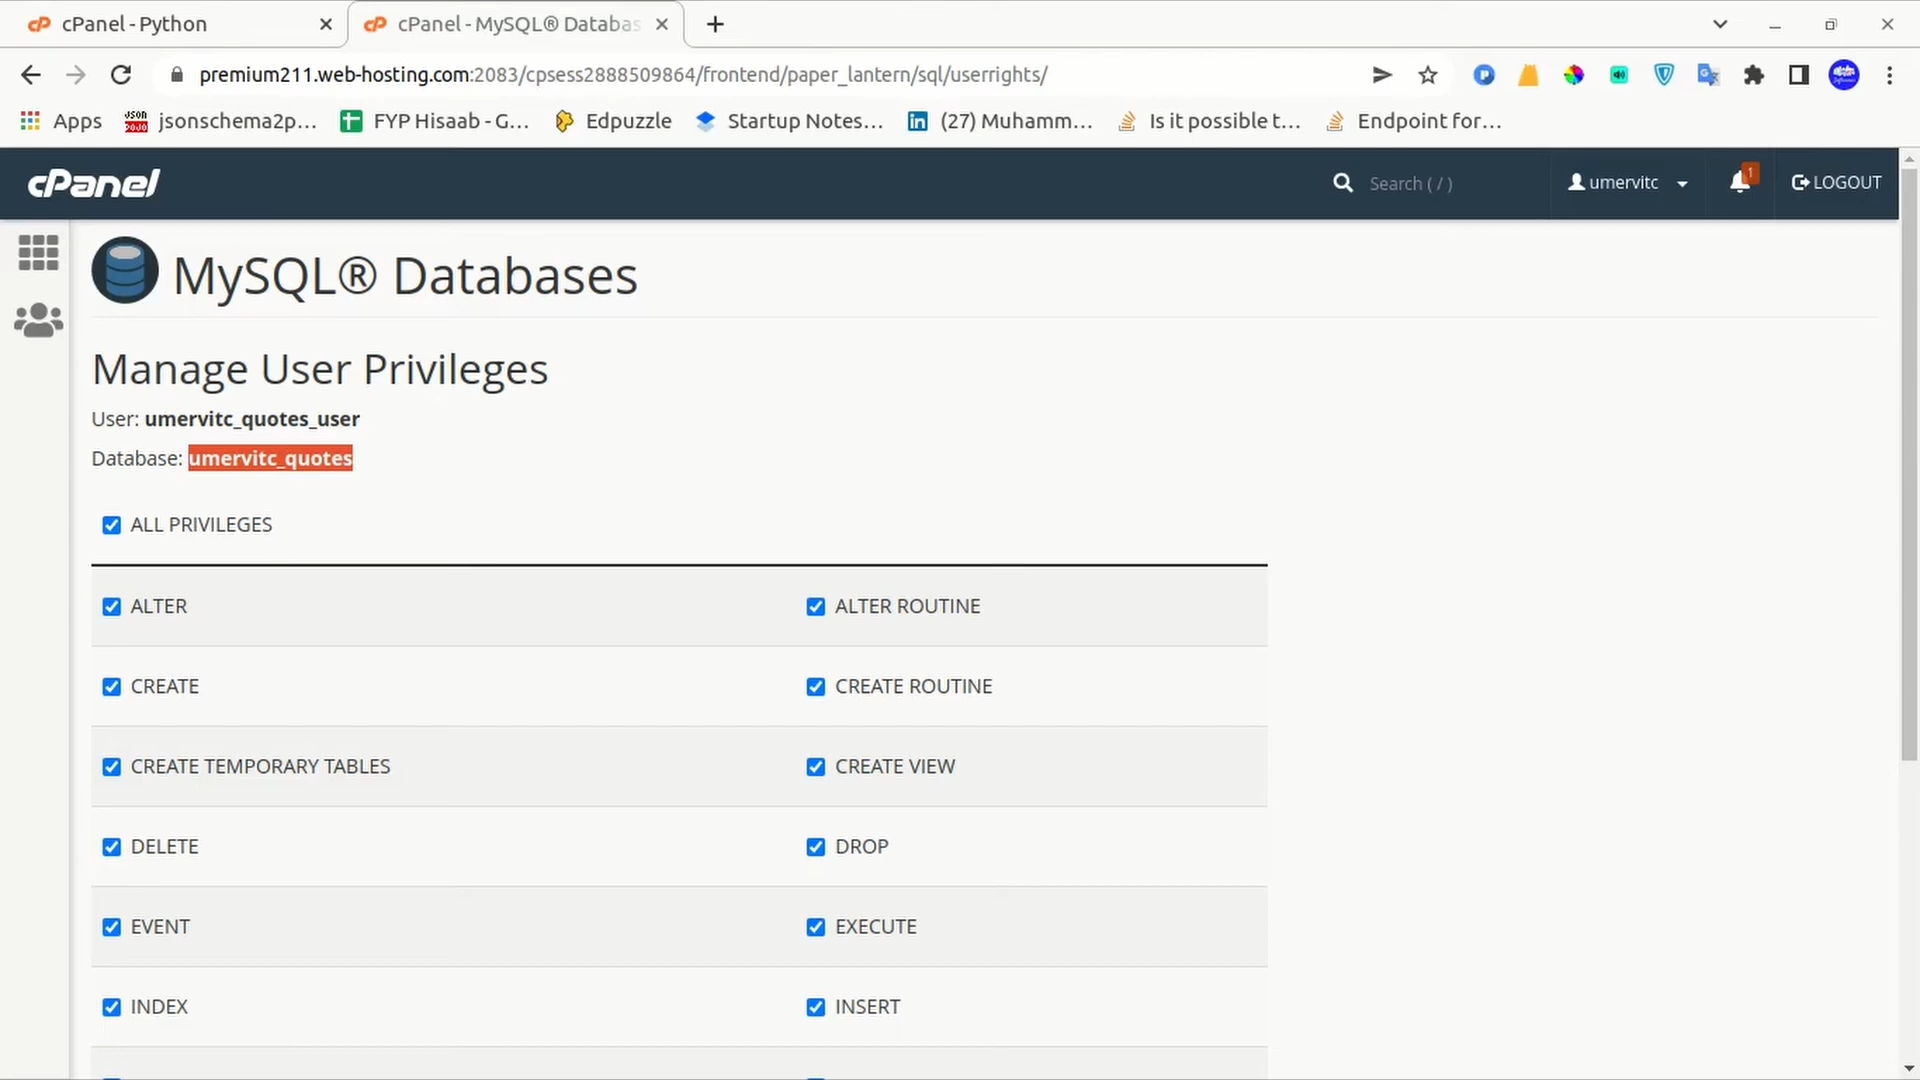 cPanel - Python
cPanel - MySQL® Databas
premium211.web-hosting.com:2083/cpsess2888509864/frontend/paper_lantern/sql/userrights/
Apps
JSON
jsonschema2p...
FYP Hisaab - G...
Edpuzzle
Startup Notes...
(27) Muhamm...
Is it possible t...
Endpoint for...
cPanel
Search ( / )
umervitc
1
LOGOUT
MySQL® Databases
Manage User Privileges
User: umervitc_quotes_user
Database: umervitc_quotes
ALL PRIVILEGES
ALTER
ALTER ROUTINE
CREATE
CREATE ROUTINE
CREATE TEMPORARY TABLES
CREATE VIEW
DELETE
DROP
EVENT
EXECUTE
INDEX
INSERT